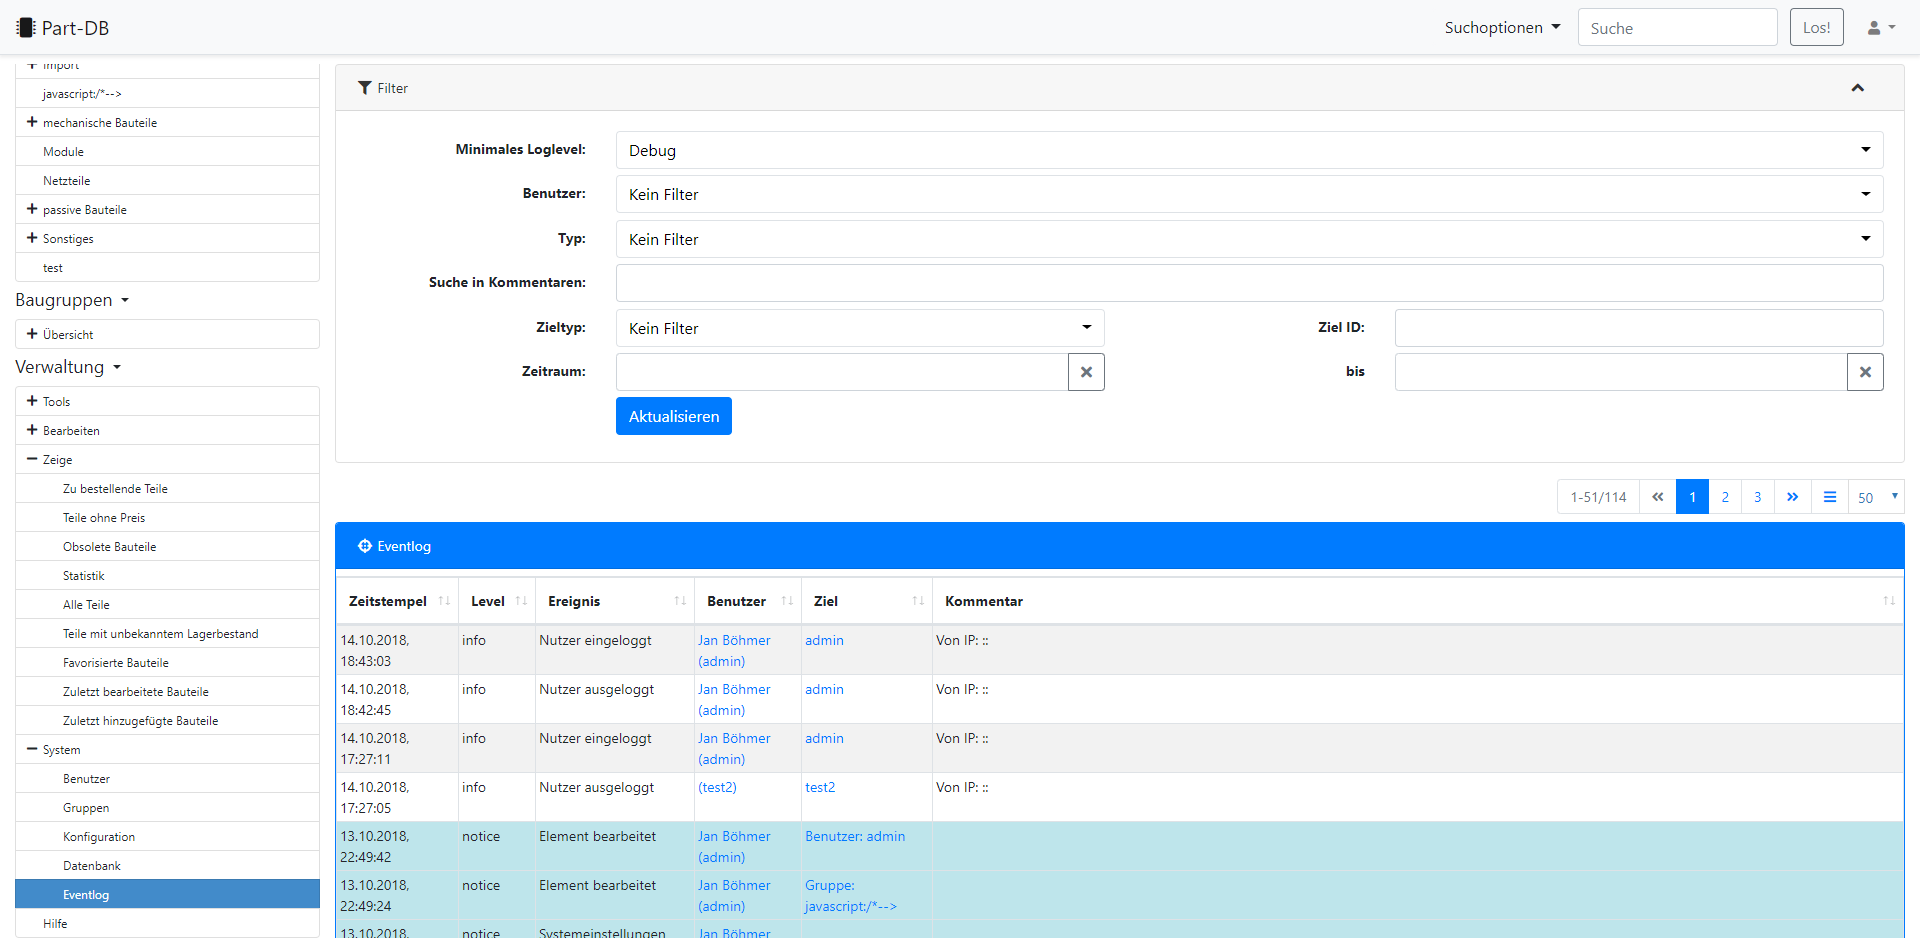 Part-DB
Suchoptionen
Suche
Los!
Import
javascript:/*-->
mechanische Bauteile
Module
Netzteile
passive Bauteile
Sonstiges
test
Baugruppen
Übersicht
Verwaltung
Tools
Bearbeiten
Zeige
Zu bestellende Teile
Teile ohne Preis
Obsolete Bauteile
Statistik
Alle Teile
Teile mit unbekanntem Lagerbestand
Favorisierte Bauteile
Zuletzt bearbeitete Bauteile
Zuletzt hinzugefügte Bauteile
System
Benutzer
Gruppen
Konfiguration
Datenbank
Eventlog
Hilfe
Filter
Minimales Loglevel: Debug
Benutzer: Kein Filter
Typ: Kein Filter
Suche in Kommentaren:
Zieltyp: Kein Filter Ziel ID:
Zeitraum: bis
Aktualisieren
1-51/114 « 1 2 3 » 50
Eventlog
Zeitstempel Level Ereignis Benutzer Ziel Kommentar
14.10.2018, info Nutzer eingeloggt Jan Böhmer admin Von IP: ::
18:43:03 (admin)
14.10.2018, info Nutzer ausgeloggt Jan Böhmer admin Von IP: ::
18:42:45 (admin)
14.10.2018, info Nutzer eingeloggt Jan Böhmer admin Von IP: ::
17:27:11 (admin)
14.10.2018, info Nutzer ausgeloggt (test2) test2 Von IP: ::
17:27:05
13.10.2018, notice Element bearbeitet Jan Böhmer Benutzer: admin
22:49:42 (admin)
13.10.2018, notice Element bearbeitet Jan Böhmer Gruppe:
22:49:24 (admin) javascript:/*-->
13.10.2018, notice Systemeinstellungen Jan Böhmer